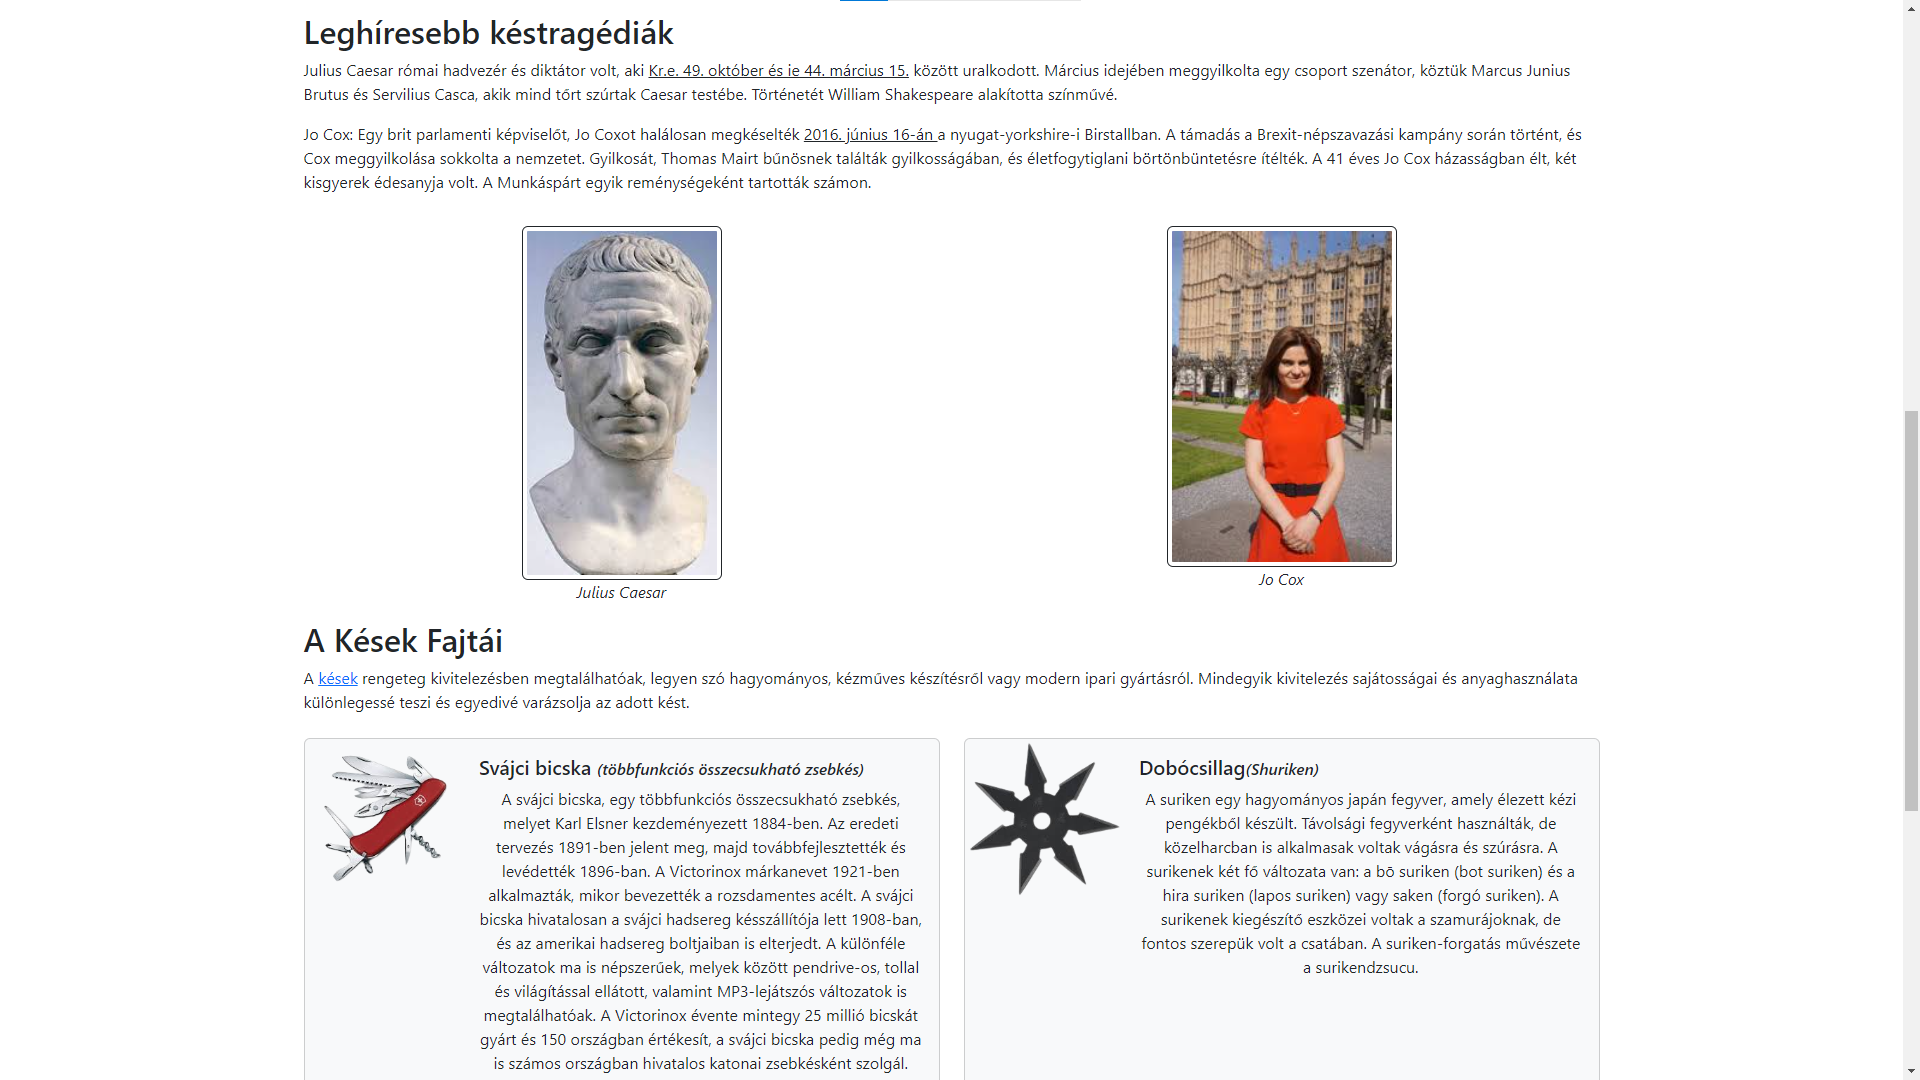 Leghíresebb késtragédiák
Julius Caesar római hadvezér és diktátor volt, aki Kr.e. 49. október és ie 44. március 15. között uralkodott. Március idejében meggyilkolta egy csoport szenátor, köztük Marcus Junius
Brutus és Servilius Casca, akik mind tőrt szúrtak Caesar testébe. Történetét William Shakespeare alakította színművé.
Jo Cox: Egy brit parlamenti képviselőt, Jo Coxot halálosan megkéselték 2016. június 16-án a nyugat-yorkshire-i Birstallban. A támadás a Brexit-népszavazási kampány során történt, és
Cox meggyilkolása sokkolta a nemzetet. Gyilkosát, Thomas Mairt bűnösnek találták gyilkosságában, és életfogytiglani börtönbüntetésre ítélték. A 41 éves Jo Cox házasságban élt, két
kisgyerek édesanyja volt. A Munkáspárt egyik reménységeként tartották számon.
Julius Caesar
Jo Cox
A Kések Fajtái
A kések rengeteg kivitelezésben megtalálhatóak, legyen szó hagyományos, kézműves készítésről vagy modern ipari gyártásról. Mindegyik kivitelezés sajátosságai és anyaghasználata
különlegessé teszi és egyedivé varázsolja az adott kést.
Svájci bicska (többfunkciós összecsukható zsebkés)
A svájci bicska, egy többfunkciós összecsukható zsebkés,
melyet Karl Elsner kezdeményezett 1884-ben. Az eredeti
tervezés 1891-ben jelent meg, majd továbbfejlesztették és
levédették 1896-ban. A Victorinox márkanevet 1921-ben
alkalmazták, mikor bevezették a rozsdamentes acélt. A svájci
bicska hivatalosan a svájci hadsereg késszállítója lett 1908-ban,
és az amerikai hadsereg boltjaiban is elterjedt. A különféle
változatok ma is népszerűek, melyek között pendrive-os, tollal
és világítással ellátott, valamint MP3-lejátszós változatok is
megtalálhatóak. A Victorinox évente mintegy 25 millió bicskát
gyárt és 150 országban értékesít, a svájci bicska pedig még ma
is számos országban hivatalos katonai zsebkésként szolgál.
Dobócsillag(Shuriken)
A suriken egy hagyományos japán fegyver, amely élezett kézi
pengékből készült. Távolsági fegyverként használták, de
közelharcban is alkalmasak voltak vágásra és szúrásra. A
surikenek két fő változata van: a bō suriken (bot suriken) és a
hira suriken (lapos suriken) vagy saken (forgó suriken). A
surikenek kiegészítő eszközei voltak a szamurájoknak, de
fontos szerepük volt a csatában. A suriken-forgatás művészete
a surikendzsucu.